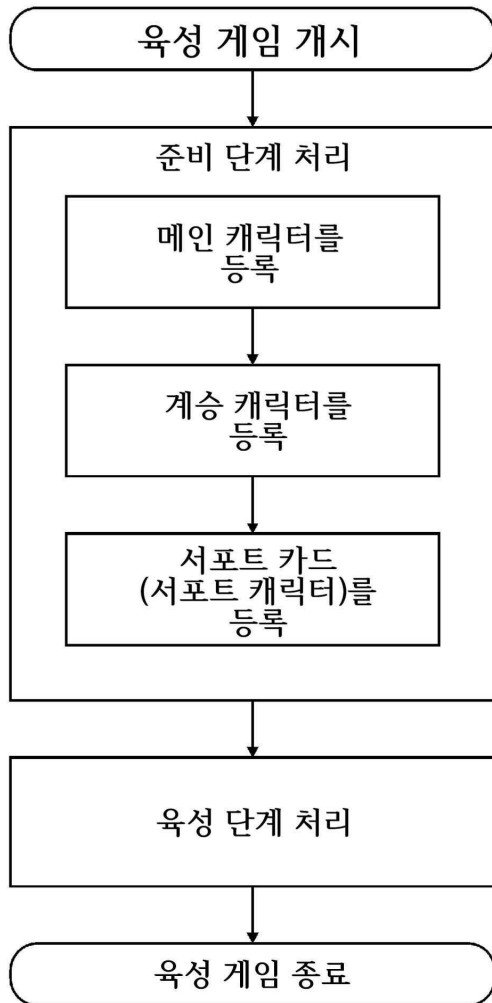 육성 게임 개시
준비 단계 처리
메인 캐릭터를
등록
계승 캐릭터를
등록
서포트 카드
(서포트 캐릭터)를
등록
육성 단계 처리
육성 게임 종료